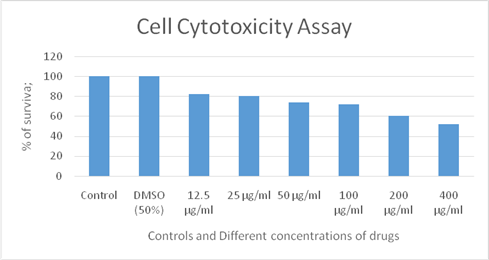 Cell Cytotoxicity Assay
120
100
80
60
40
20
0
% of surviva;
Control DMSO (50%) 12.5 µg/ml 25 µg/ml 50 µg/ml 100 µg/ml 200 µg/ml 400 µg/ml
Controls and Different concentrations of drugs